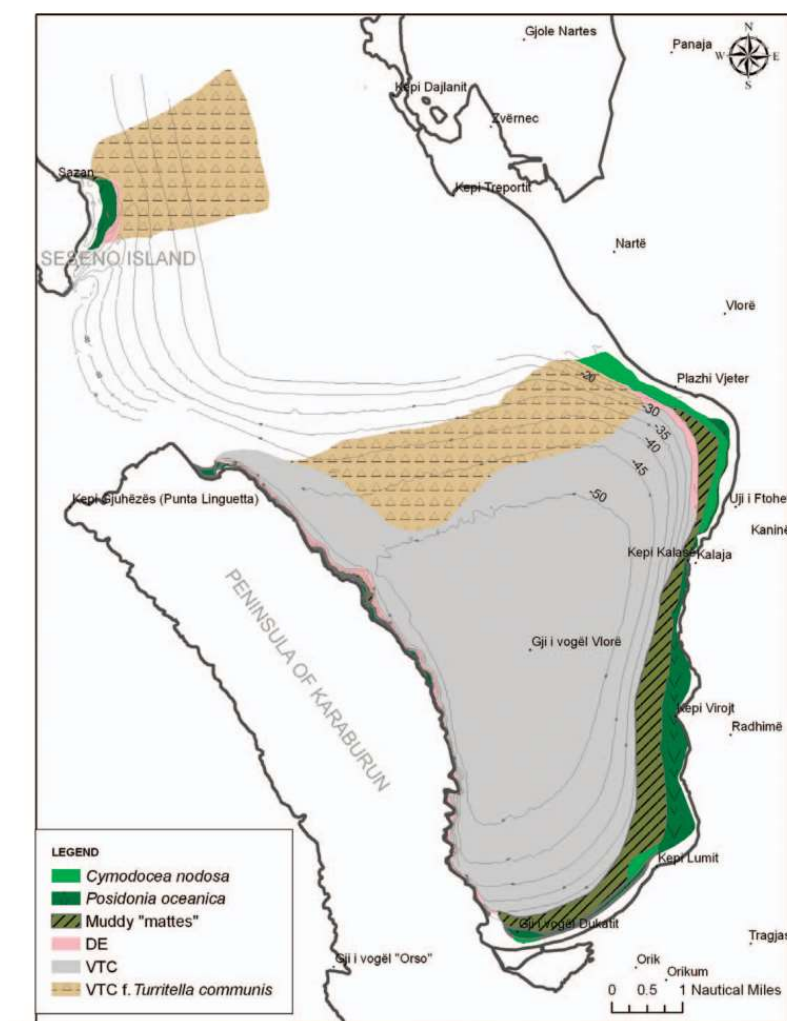 Gjole Nartes
Panaja
N
W E
S
Kepi Dajlanit
Zvërnec
Sazan
Kepi Treportit
Nartë
SESENO ISLAND
Vlorë
Plazhi Vjeter
-20
-30
-35
-40
-45
-50
Kepi Gjuhëzës (Punta Linguetta)
Uji i Ftohet
Kaninë
Kepi Kalasë
Kalaja
PENINSULA OF KARABURUN
Gji i vogël Vlorë
Kepi Virojt
Radhimë
Kepi Lumit
Gji i vogël Dukatit
Tragjas
Gji i vogël "Orso"
Orik
Orikum
LEGEND
Cymodocea nodosa
Posidonia oceanica
Muddy "mattes"
DE
VTC
VTC f. Turritella communis
0 0.5 1 Nautical Miles